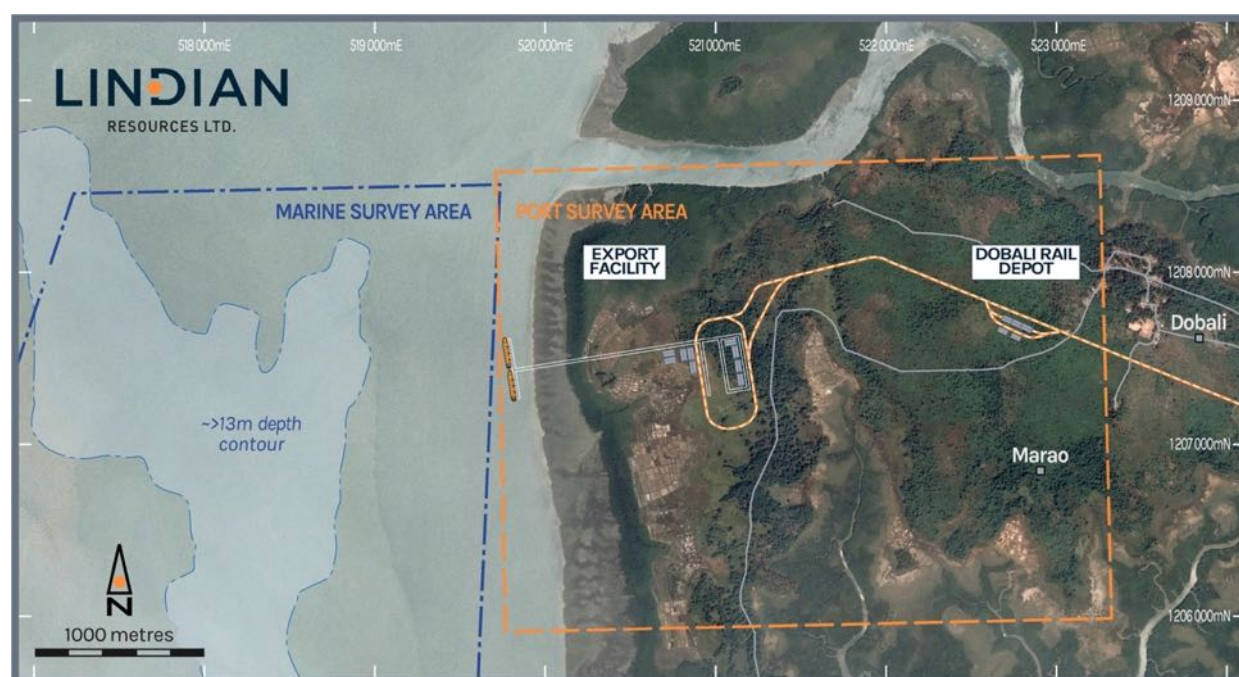 518 000mE
519 000mE
520 000mE
521 000mE
522 000mE
523 000mE
LINDIAN
RESOURCES LTD.
1209 000mN
MARINE SURVEY AREA
PORT SURVEY AREA
EXPORT
FACILITY
DOBALI RAIL
DEPOT
1208 000mN
Dobali
~>13m depth
contour
1207 000mN
Marao
N
1000 metres
1206 000mN